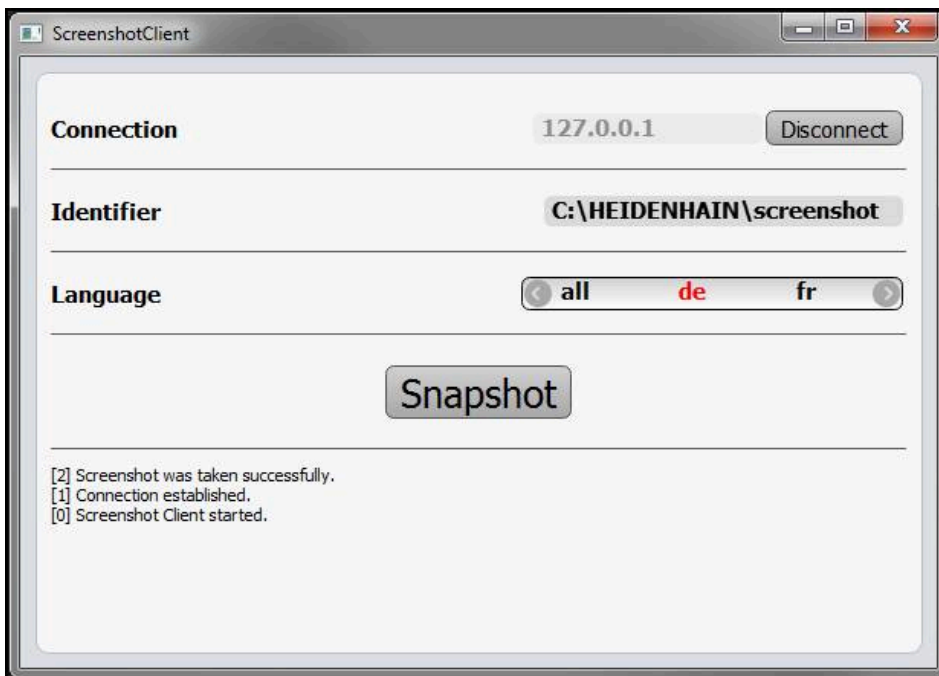 ScreenshotClient
Connection 127.0.0.1 Disconnect
Identifier C:\HEIDENHAIN\screenshot
Language all de fr
Snapshot
[2] Screenshot was taken successfully.
[1] Connection established.
[0] Screenshot Client started.